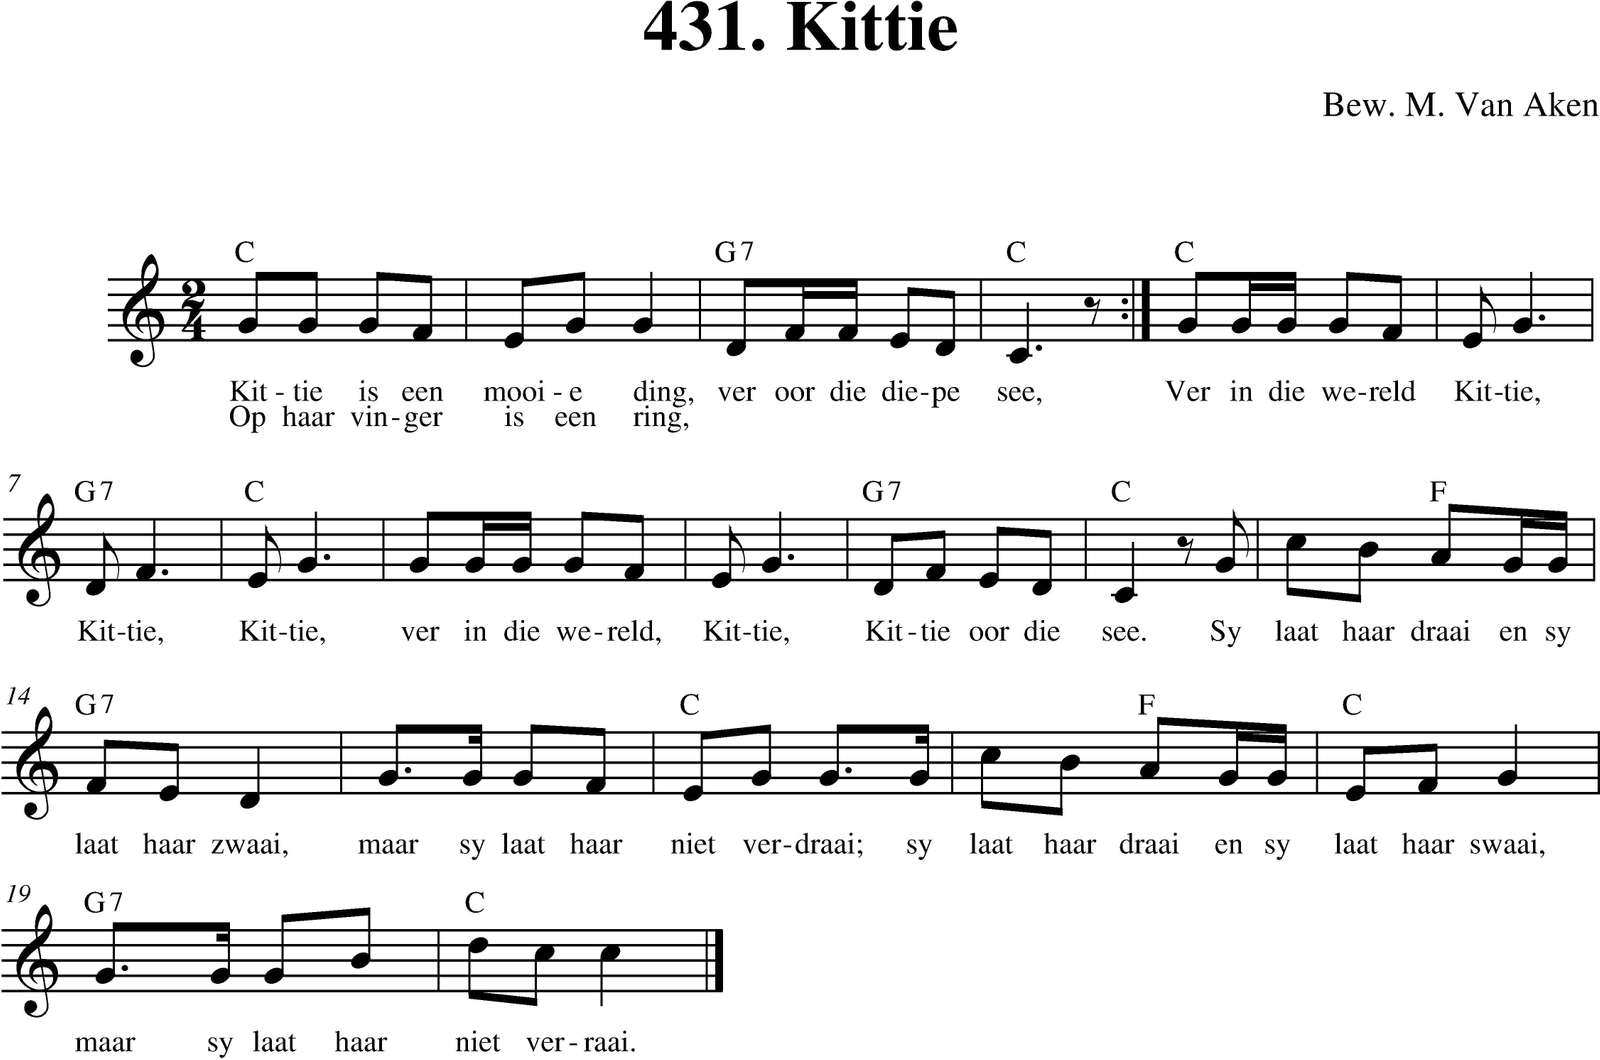 431. Kittie
Bew. M. Van Aken
C G7 C C
2/4
Kit - tie is een mooi - e ding, ver oor die die - pe see, Ver in die we - reld Kit - tie,
Op haar vin - ger is een ring,
7
G7 C G7 C F
Kit - tie, Kit - tie, ver in die we - reld, Kit - tie, Kit - tie oor die see. Sy laat haar draai en sy
14
G7 C F C
laat haar zwaai, maar sy laat haar niet ver - draai; sy laat haar draai en sy laat haar swaai,
19
G7 C
maar sy laat haar niet ver - raai.